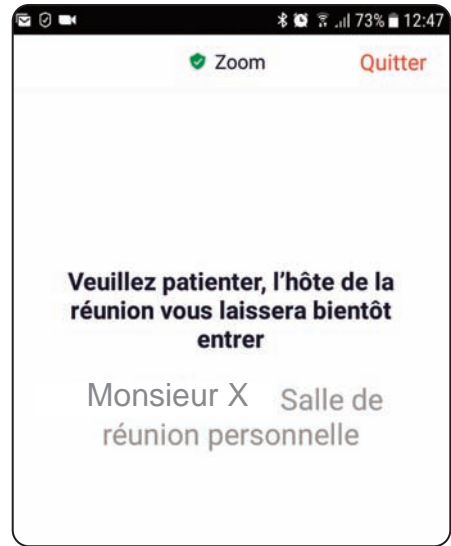 73% 12:47
Zoom Quitter
Veuillez patienter, l'hôte de la
réunion vous laissera bientôt
entrer
Monsieur X Salle de
réunion personnelle